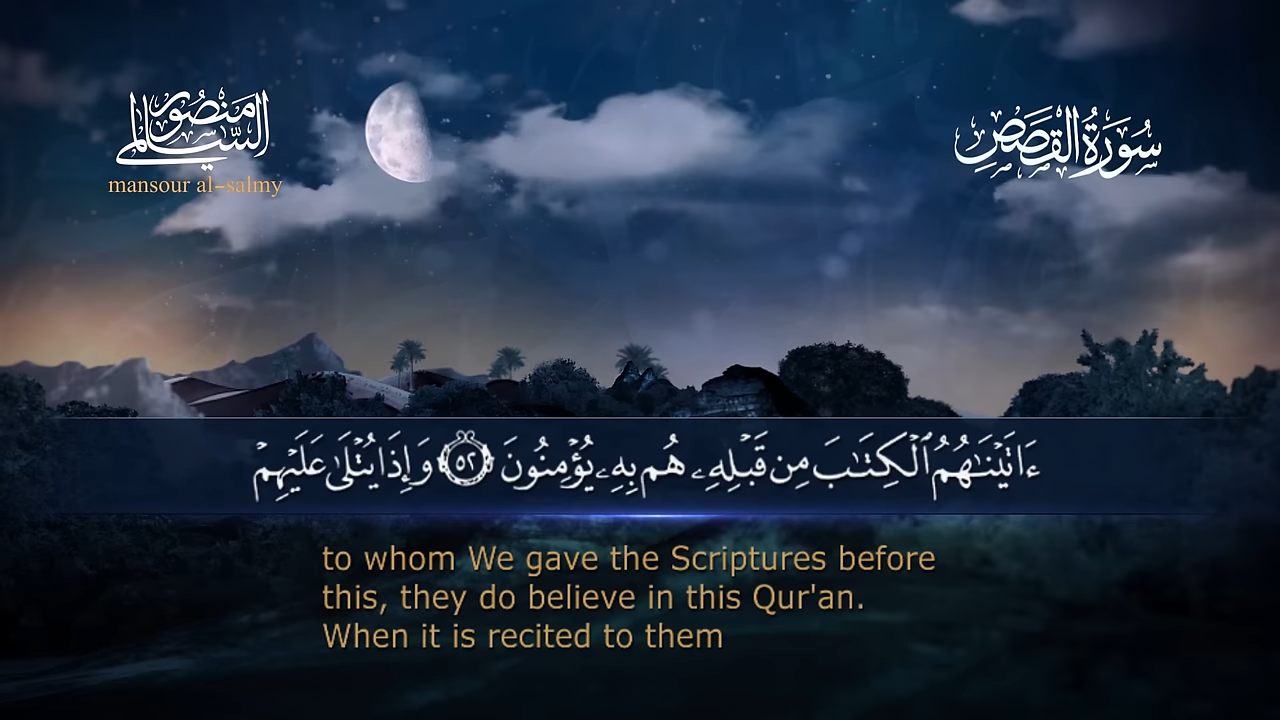 منصور السالمي
mansour al-salmy
سُورَةُ القَصَصِ
ءَاتَيْنَٰهُمُ ٱلْكِتَٰبَ مِن قَبْلِهِۦ هُم بِهِۦ يُؤْمِنُونَ ٥٢ وَإِذَا يُتْلَىٰ عَلَيْهِمْ
to whom We gave the Scriptures before
this, they do believe in this Qur'an.
When it is recited to them